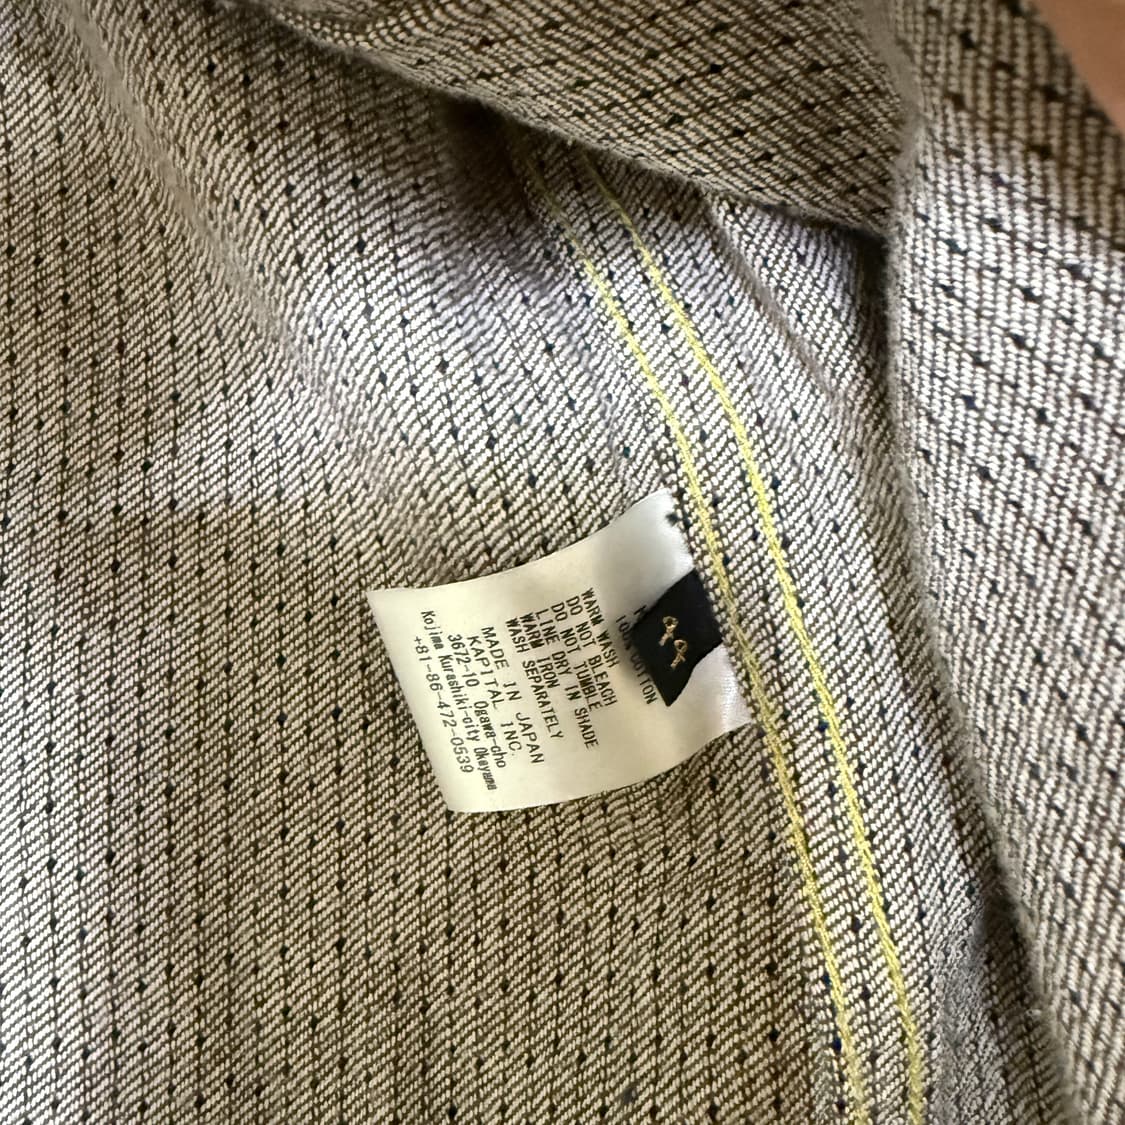 COTTON
WARM WASH
DO NOT BLEACH
DO NOT TUMBLE
LINE DRY IN SHADE
WARM IRON
WASH SEPARATELY
MADE IN JAPAN
KAPITAL INC.
3672-10 Ogawa-cho
Kojima Kurashiki-city Okayama
+81-86-472-0539